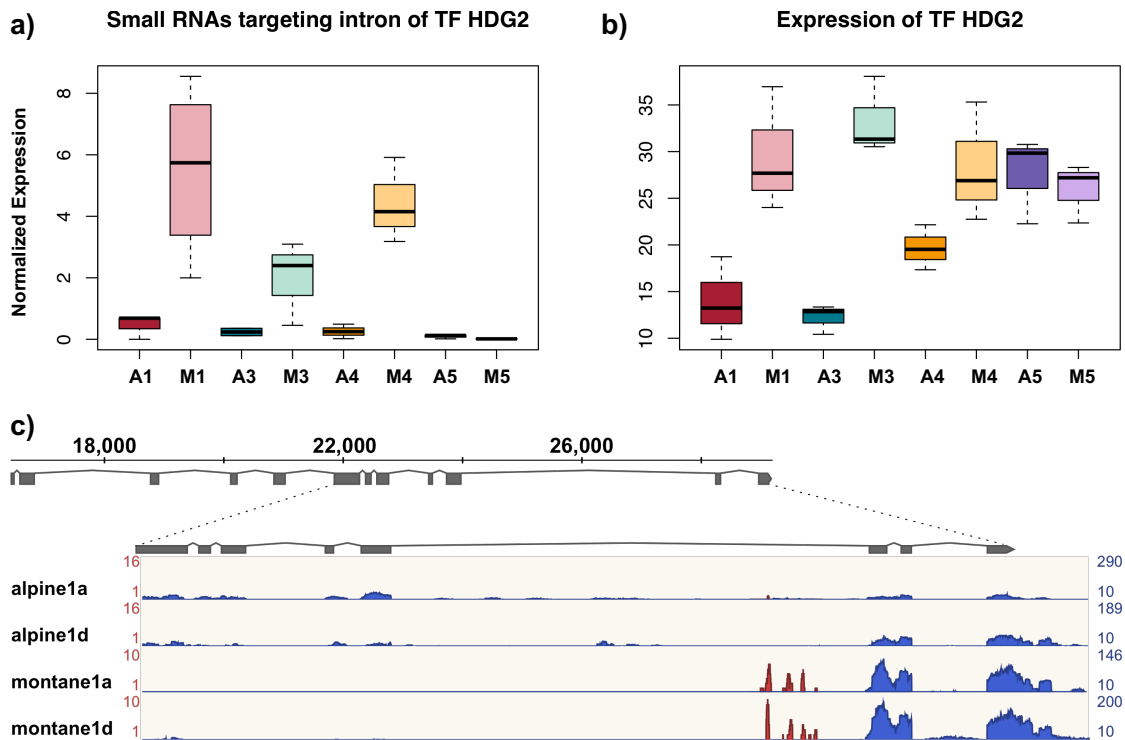 a) Small RNAs targeting intron of TF HDG2
Normalized Expression
8
6
4
2
0
A1 M1 A3 M3 A4 M4 A5 M5
b) Expression of TF HDG2
35
30
25
20
15
10
A1 M1 A3 M3 A4 M4 A5 M5
c)
18,000 22,000 26,000
16 290
alpine1a 1 10
16 189
alpine1d 1 10
10 146
montane1a 1 10
10 200
montane1d 1 10